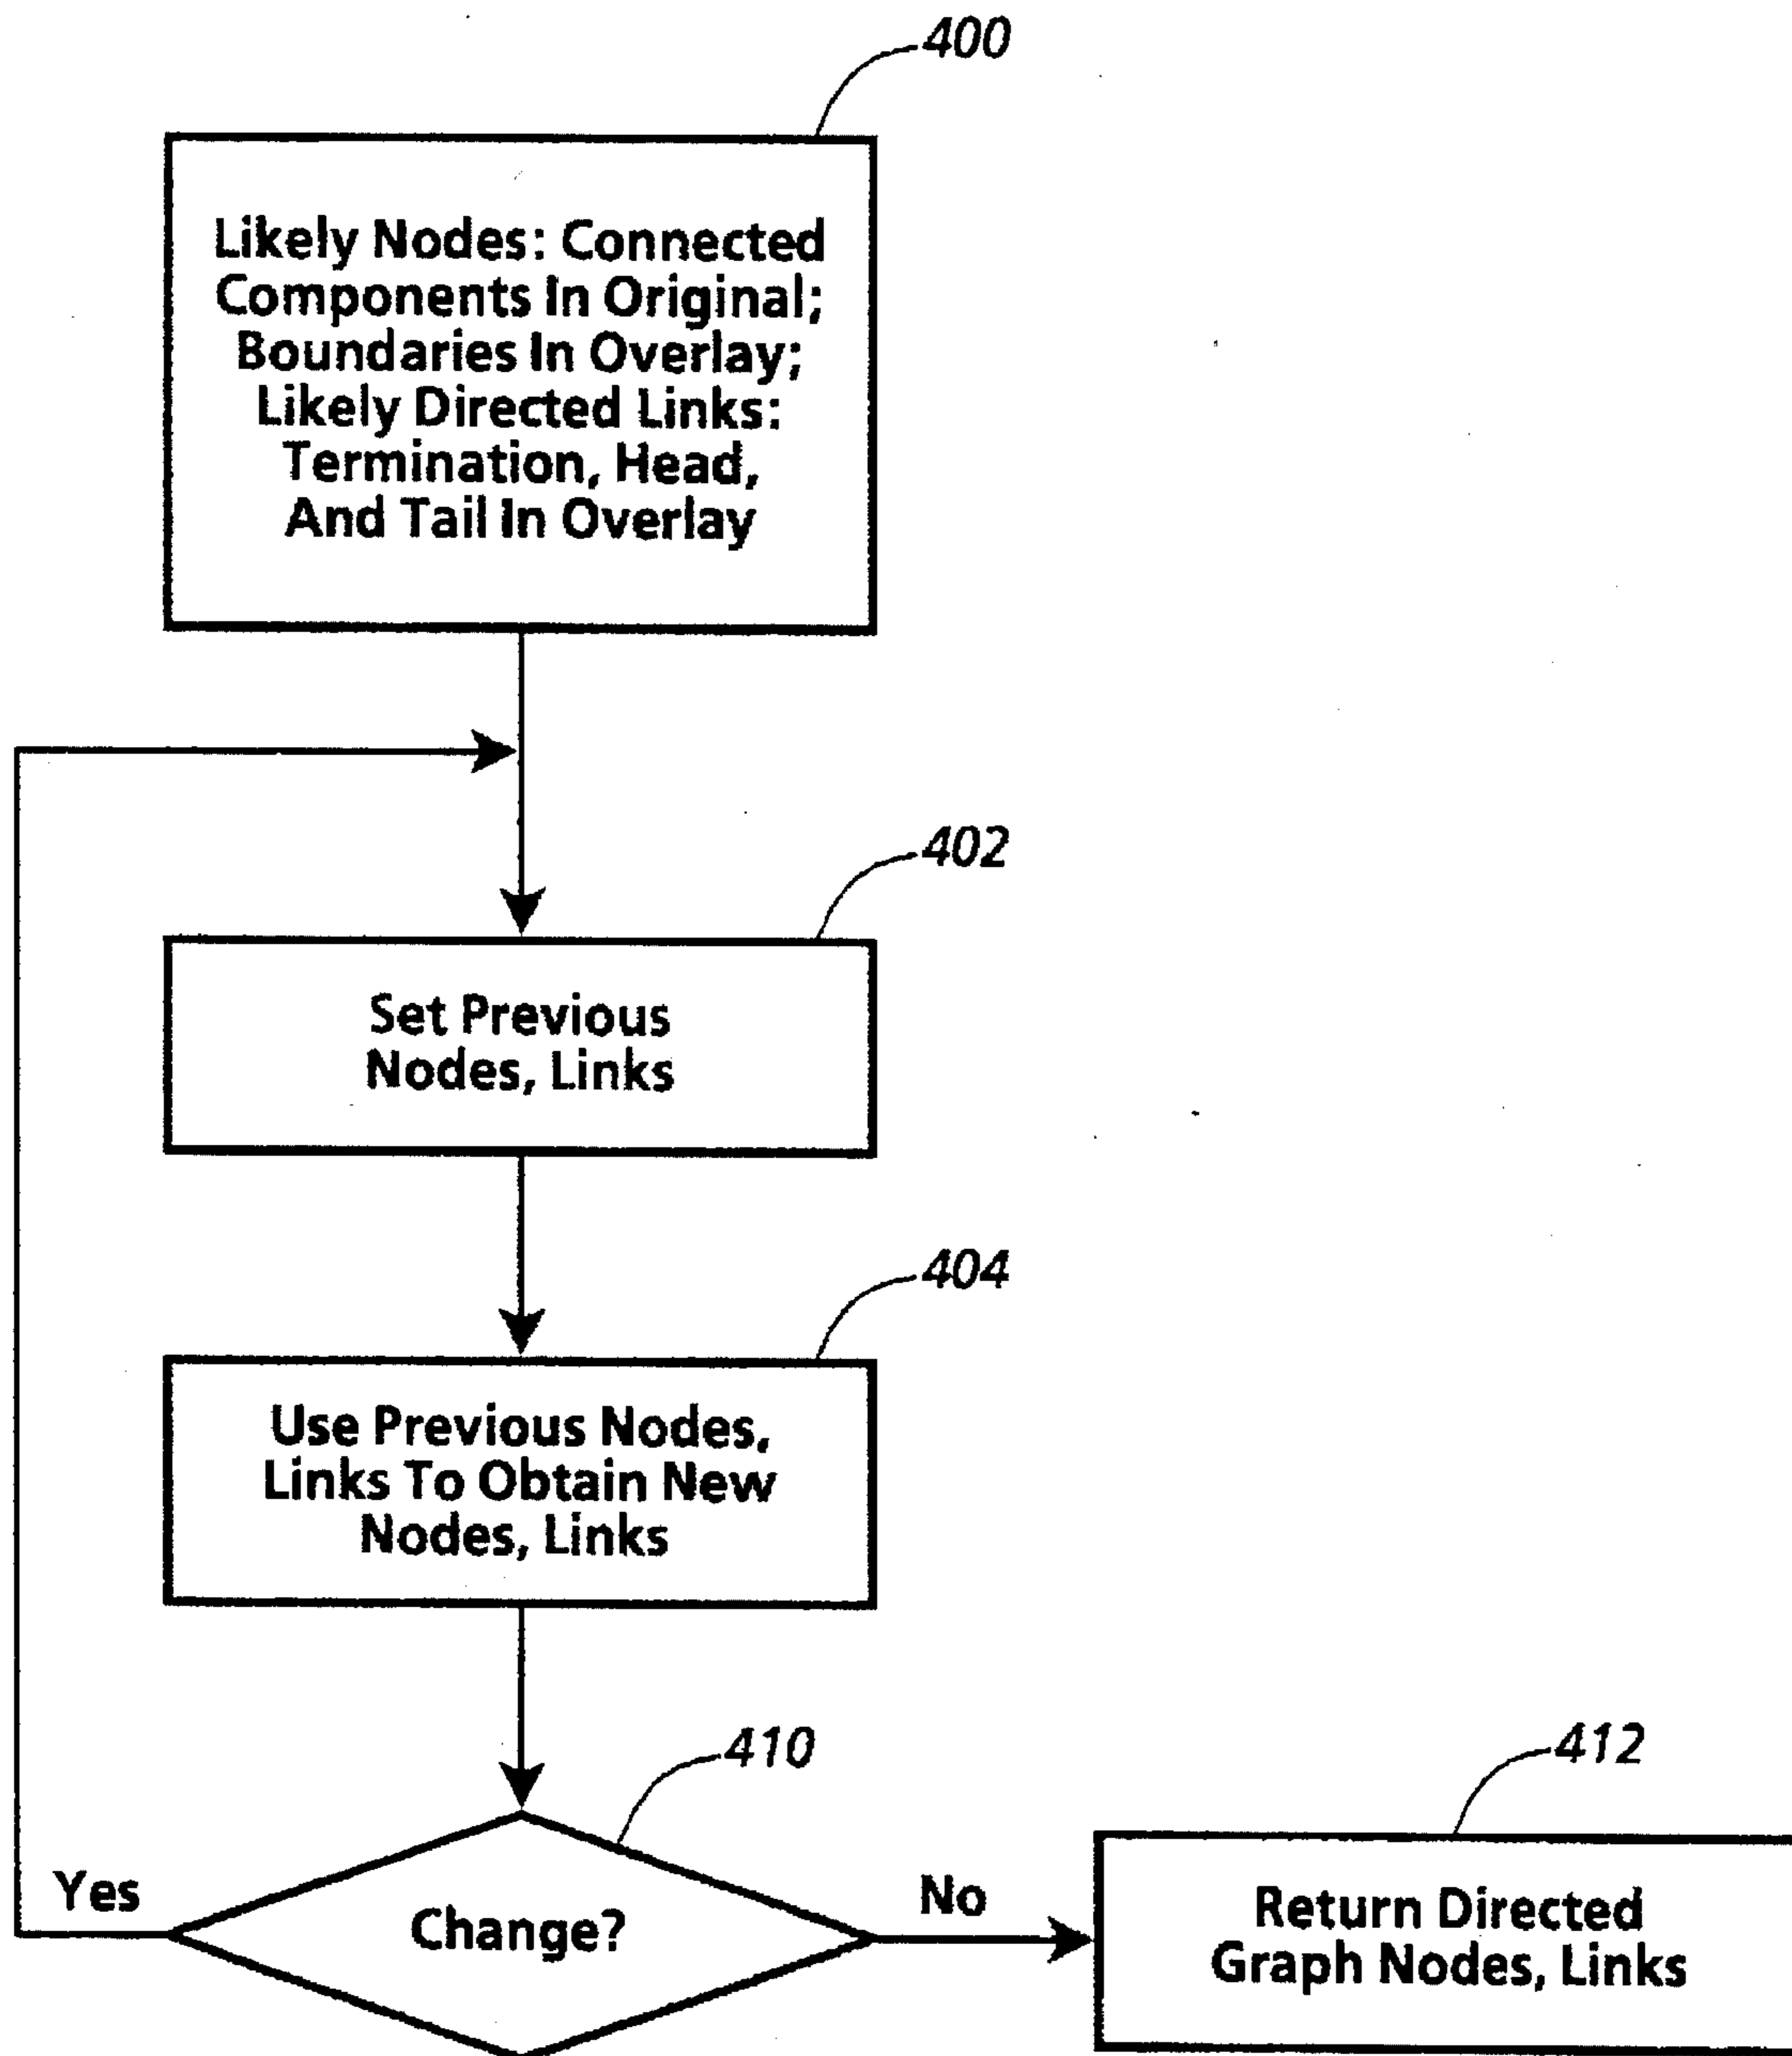 400
Likely Nodes: Connected
Components In Original;
Boundaries In Overlay;
Likely Directed Links:
Termination, Head,
And Tail In Overlay
402
Set Previous
Nodes, Links
404
Use Previous Nodes,
Links To Obtain New
Nodes, Links
410
412
Yes
Change?
No
Return Directed
Graph Nodes, Links